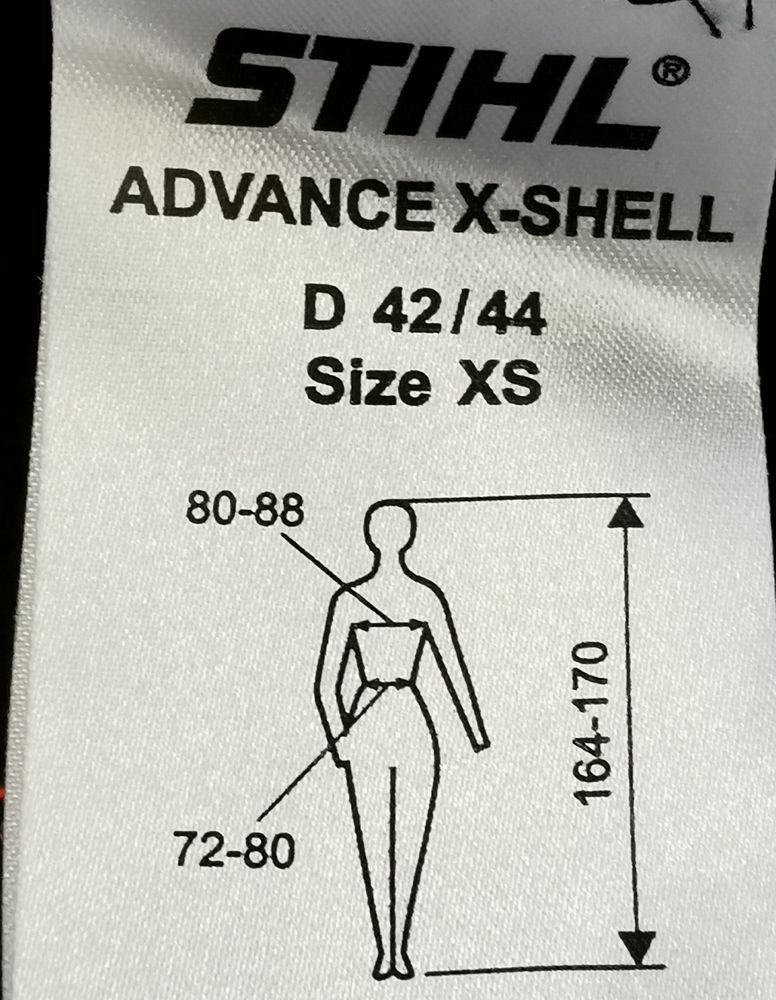 STIHL®
ADVANCE X-SHELL
D 42/44
Size XS
80-88
164-170
72-80